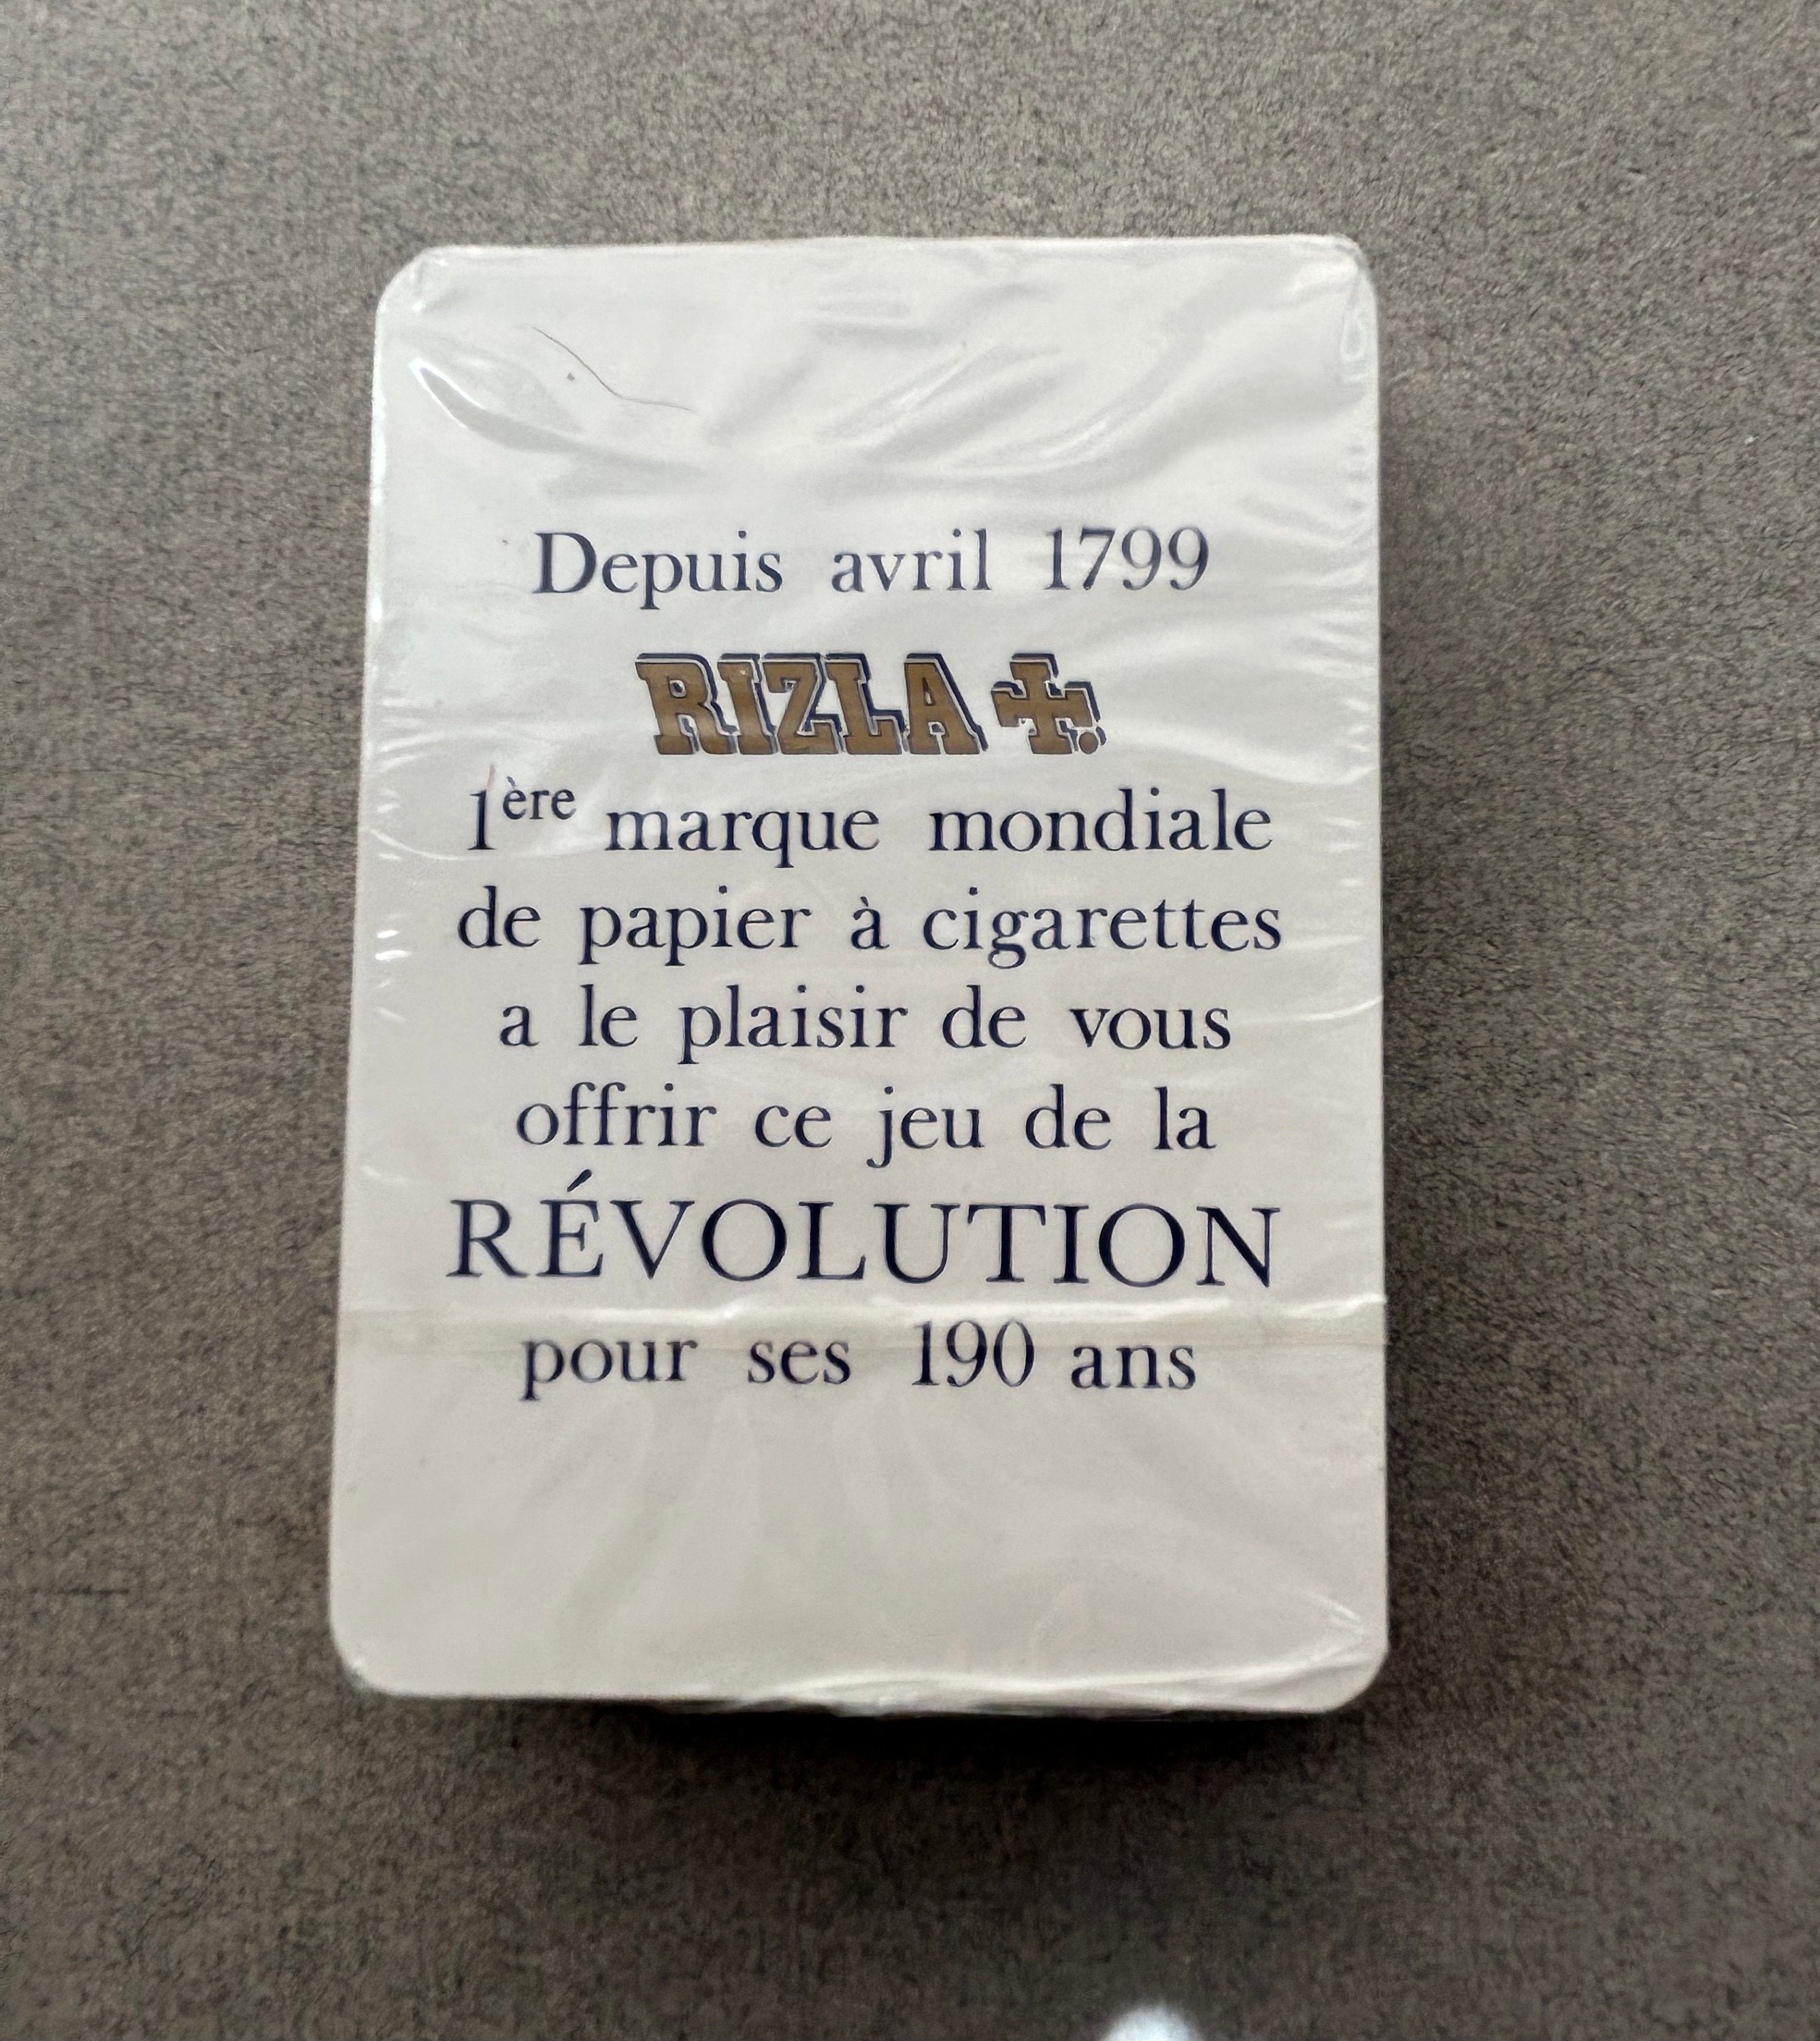 Depuis avril 1799
RIZLA +.
1ère marque mondiale
de papier à cigarettes
a le plaisir de vous
offrir ce jeu de la
RÉVOLUTION
pour ses 190 ans